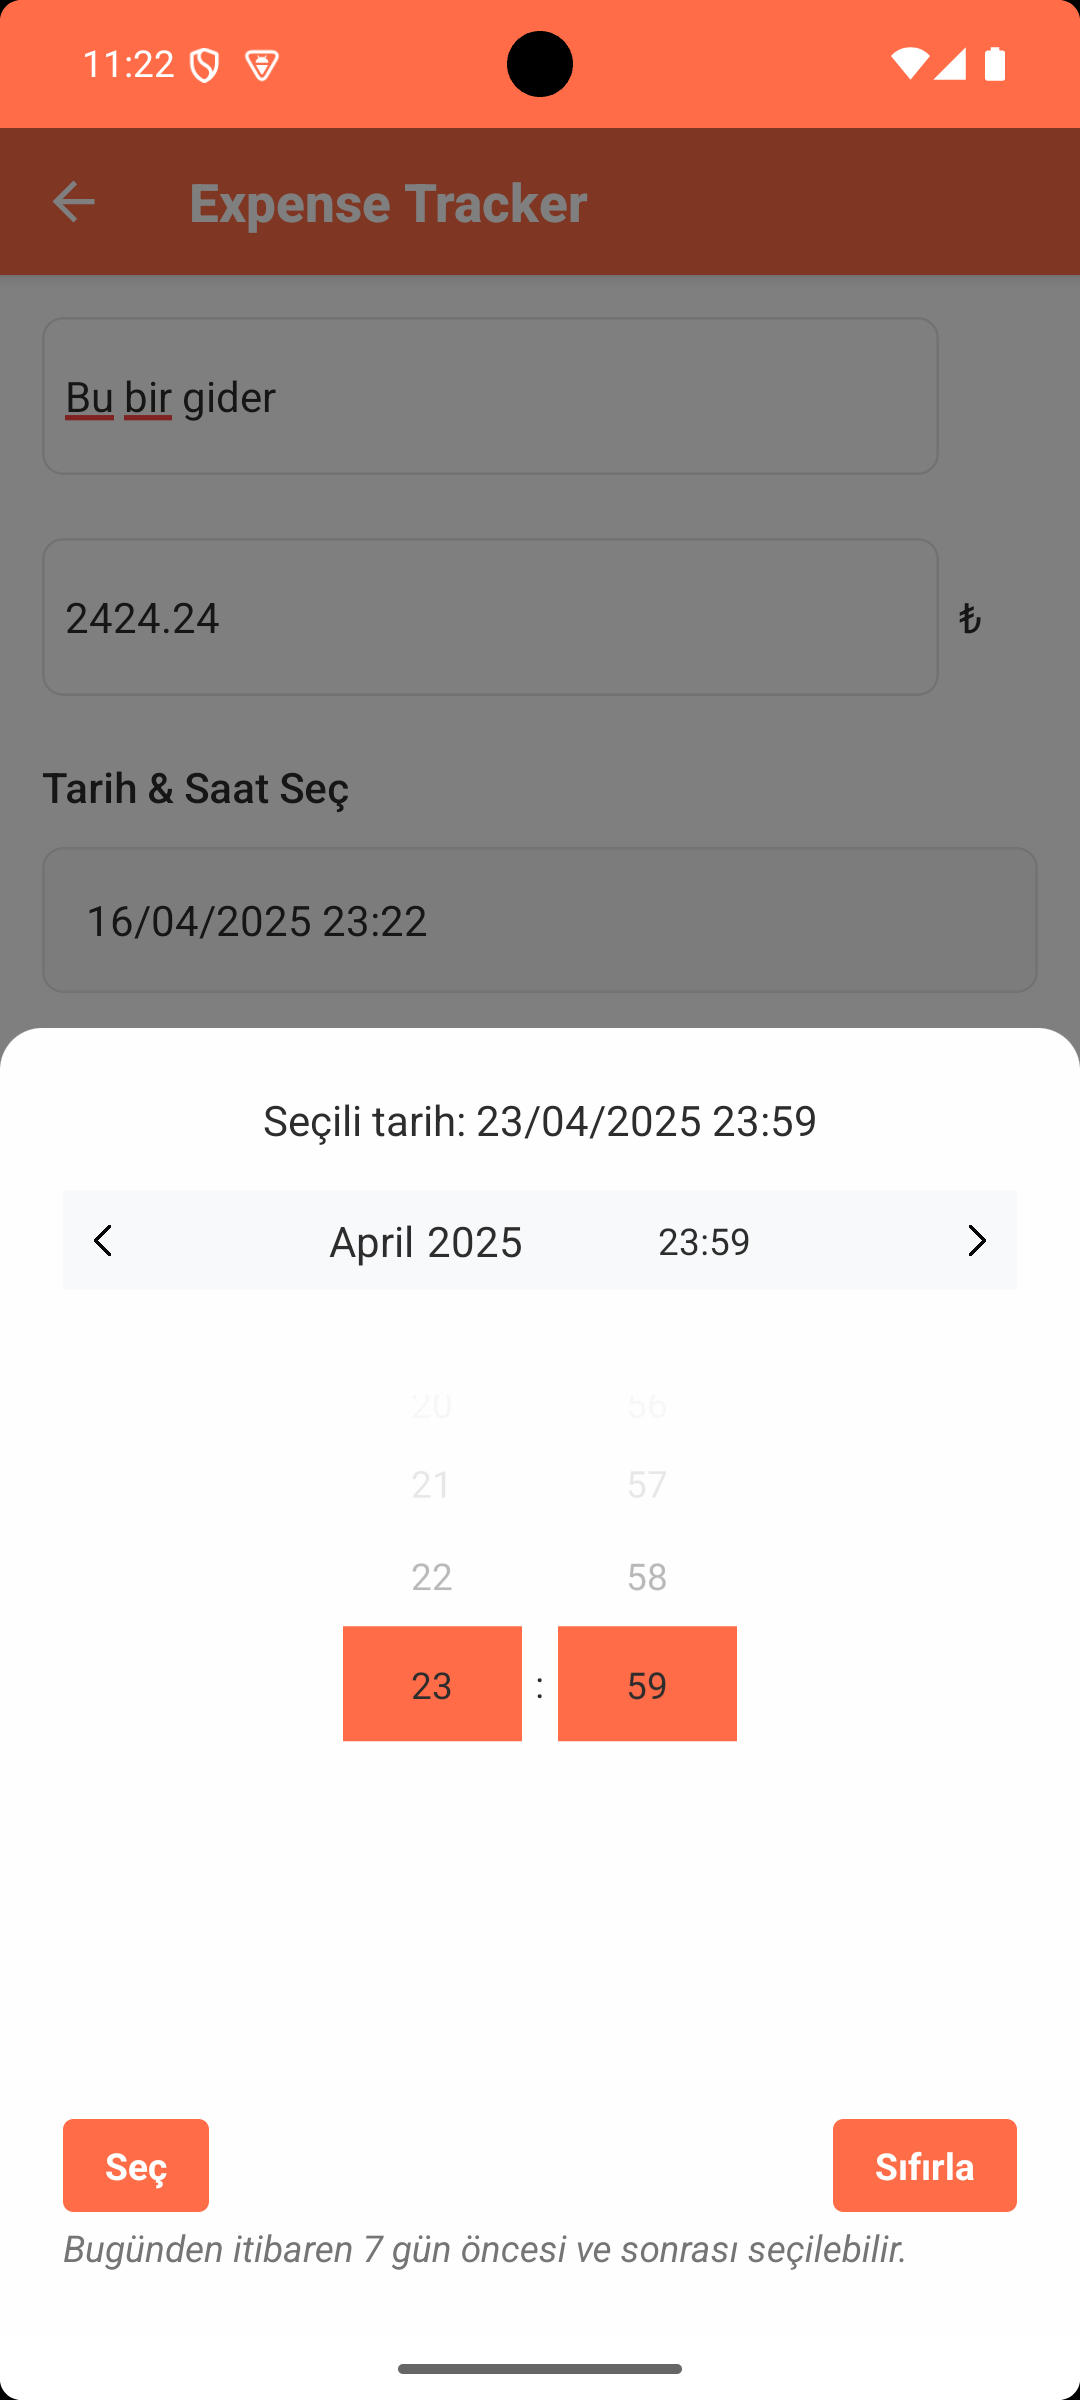 11:22
Expense Tracker
Bu bir gider
2424.24 ₺
Tarih & Saat Seç
16/04/2025 23:22
Seçili tarih: 23/04/2025 23:59
April 2025 23:59
20 56
21 57
22 58
23 : 59
Seç Sıfırla
Bugünden itibaren 7 gün öncesi ve sonrası seçilebilir.